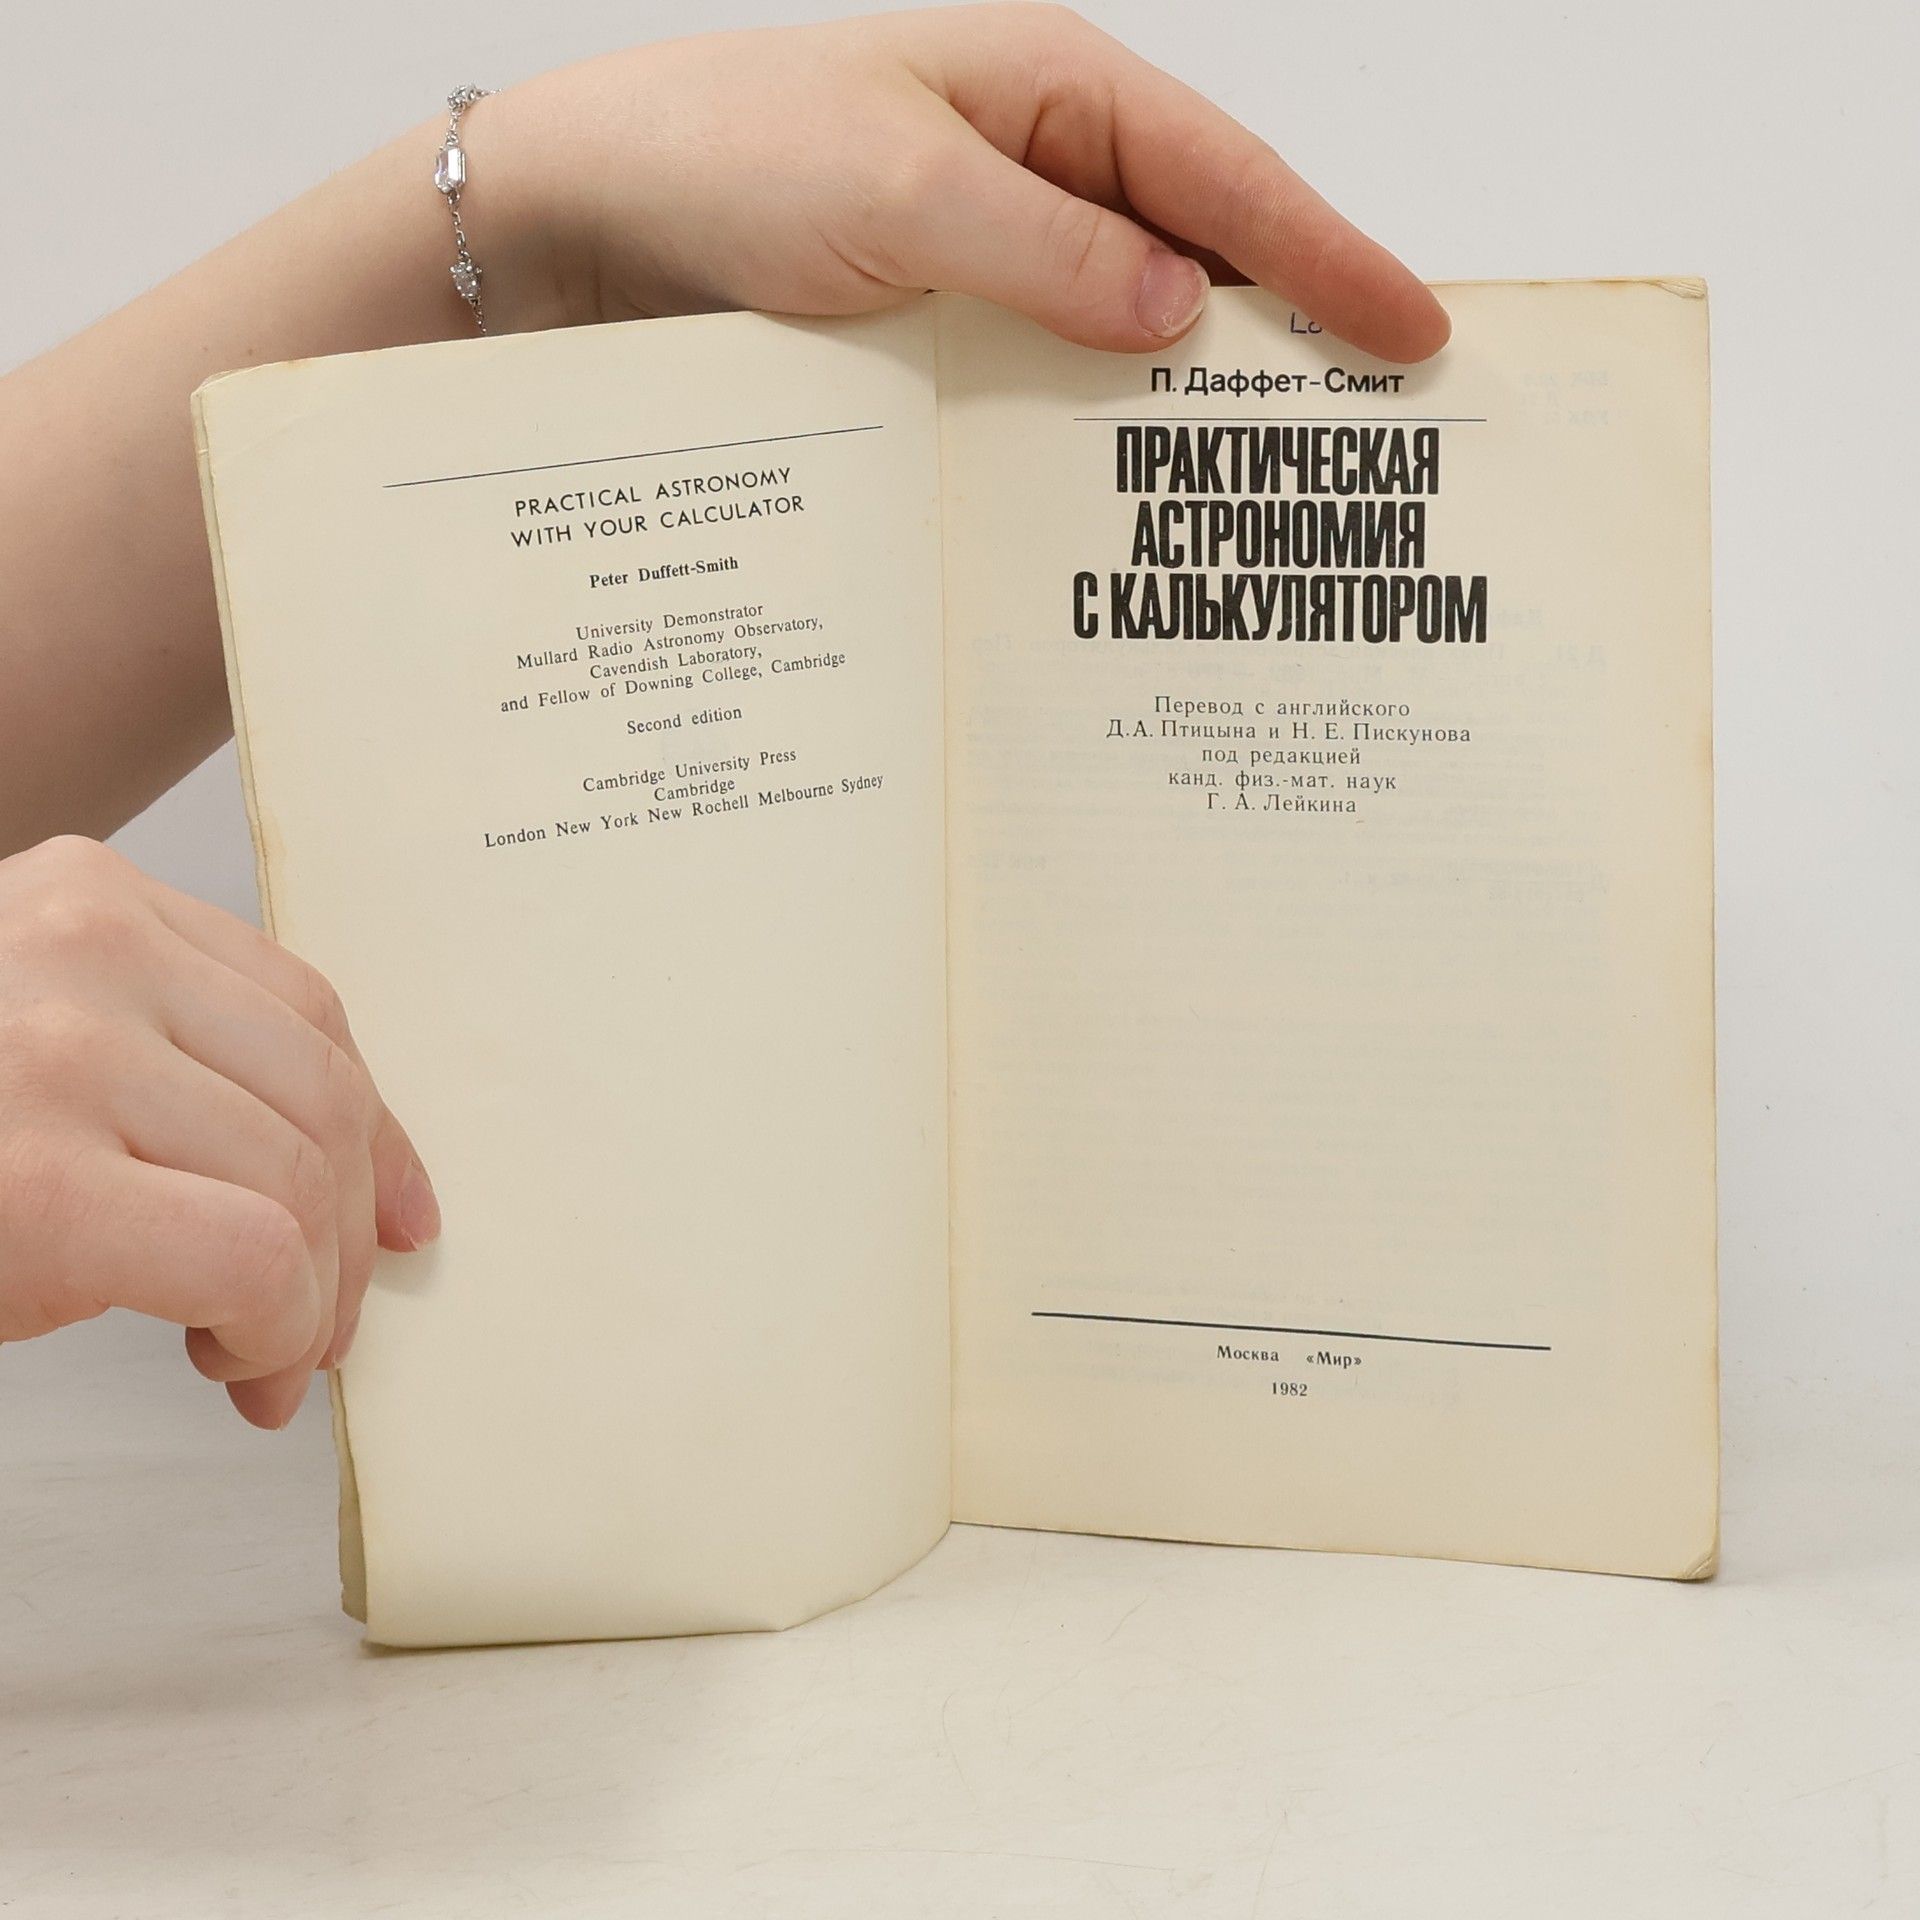 PRACTICAL ASTRONOMY
WITH YOUR CALCULATOR
Peter Duffett-Smith
University Demonstrator
Mullard Radio Astronomy Observatory,
Cavendish Laboratory,
and Fellow of Downing College, Cambridge
Second edition
Cambridge University Press
Cambridge
London New York New Rochell Melbourne Sydney
П. Даффет-Смит
ПРАКТИЧЕСКАЯ
АСТРОНОМИЯ
С КАЛЬКУЛЯТОРОМ
Перевод с английского
Д.А. Птицына и Н. Е. Пискунова
под редакцией
канд. физ.-мат. наук
Г. А. Лейкина
Москва «Мир»
1982